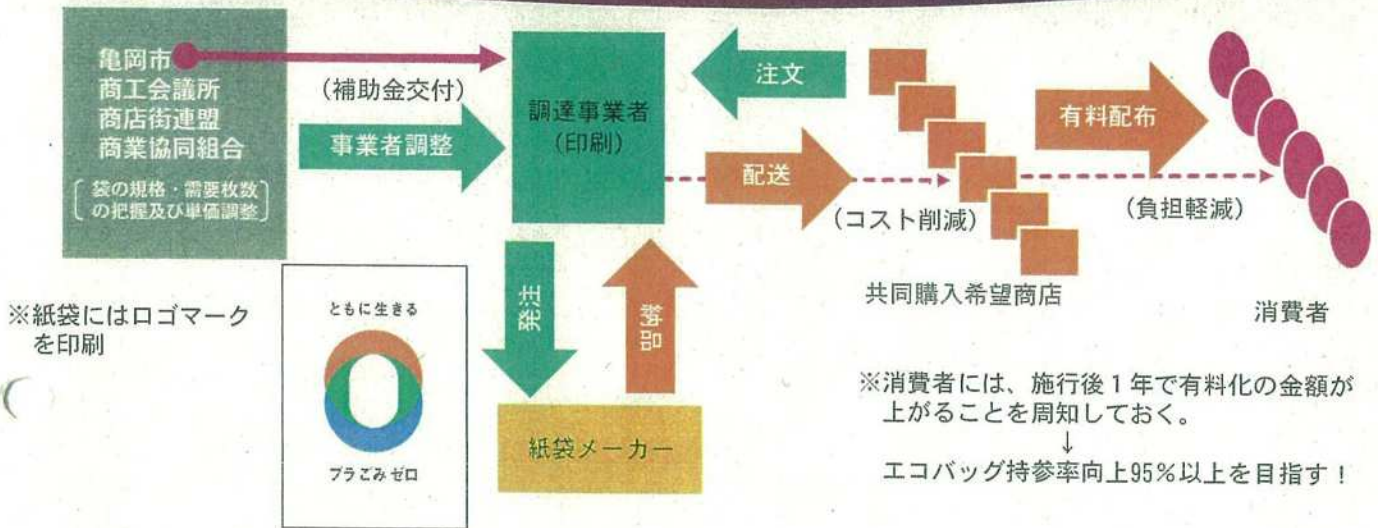 亀岡市
商工会議所
商店街連盟
商業協同組合
袋の規格・需要枚数
の把握及び単価調整
(補助金交付)
事業者調整
調達事業者
(印刷)
注文
配送
(コスト削減)
有料配布
(負担軽減)
共同購入希望商店
消費者
発注
納品
紙袋メーカー
※紙袋にはロゴマーク
を印刷
ともに生きる
プラごみゼロ
※消費者には、施行後1年で有料化の金額が
上がることを周知しておく。
↓
エコバッグ持参率向上95%以上を目指す！